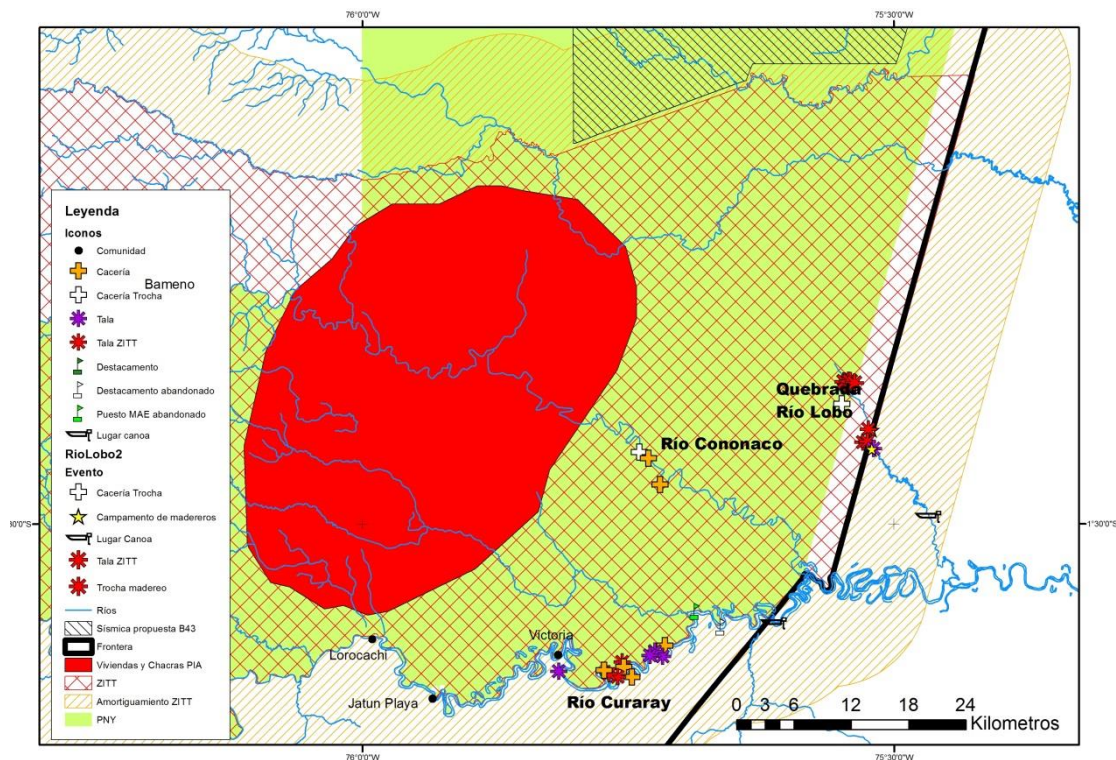 76°0'0"W
75°30'0"W
Leyenda
Iconos
Comunidad
Cacería
Bameno
Cacería Trocha
Tala
Tala ZITT
Destacamento
Destacamento abandonado
Puesto MAE abandonado
Lugar canoa
RioLobo2
Evento
Cacería Trocha
Campamento de madereros
Lugar Canoa
Tala ZITT
Trocha madereo
Ríos
Sísmica propuesta B43
Frontera
Viviendas y Chacras PIA
ZITT
Amortiguamiento ZITT
PNY
Quebrada
Río Lobo
Río Cononaco
30'0"S
1°30'0"S
Victoria
Lorocachi
Jatun Playa
Río Curaray
0 3 6 12 18 24
Kilometros
76°0'0"W
75°30'0"W